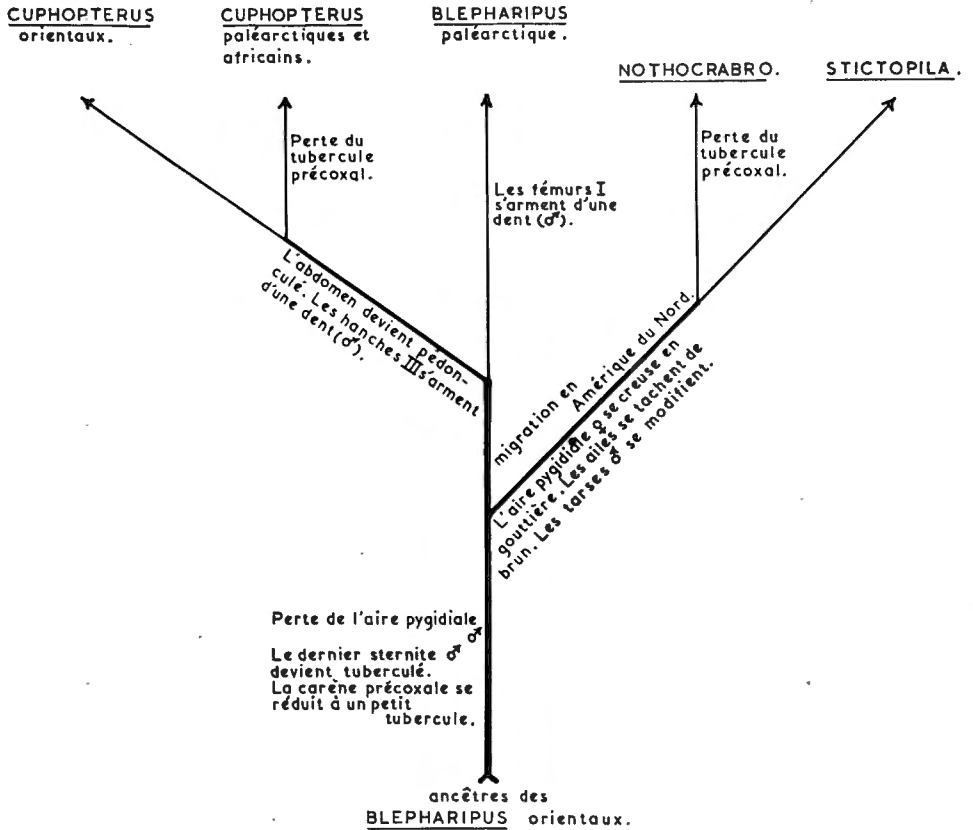 CUPHOPTERUS
orientaux.
CUPHOPTERUS
paléarctiques et
africains.
BLEPHARIPUS
paléarctique.
NOTHOCRABRO.
STICTOPILA.
Perte du
tubercule
précoxal.
Les fémurs I
s'arment d'une
dent (♂).
Perte du
tubercule
précoxal.
L'abdomen devient pédon-
culé. Les hanches III s'arment
d'une dent (♂).
migration en
Amérique du Nord.
L'aire pygidiale ♀ se creuse en
gouttière. Les ailes se tachent de
brun. Les tarses ♂ se modifient.
Perte de l'aire pygidiale
♂
Le dernier sternite ♂
devient tuberculé.
La carène précoxale se
réduit à un petit
tubercule.
ancêtres des
BLEPHARIPUS orientaux.